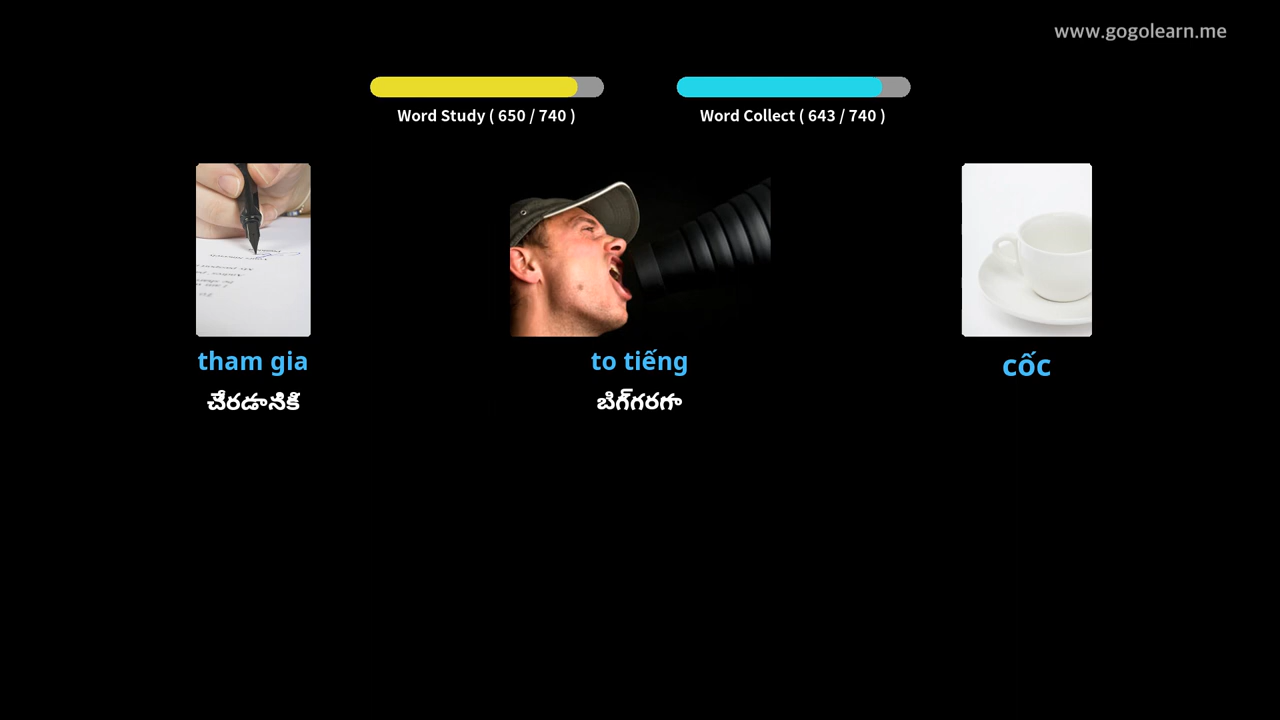 www.gogolearn.me
Word Study ( 650 / 740 )
Word Collect ( 643 / 740 )
tham gia
to tiếng
cốc
చేరడానికి
బిగ్గరగా